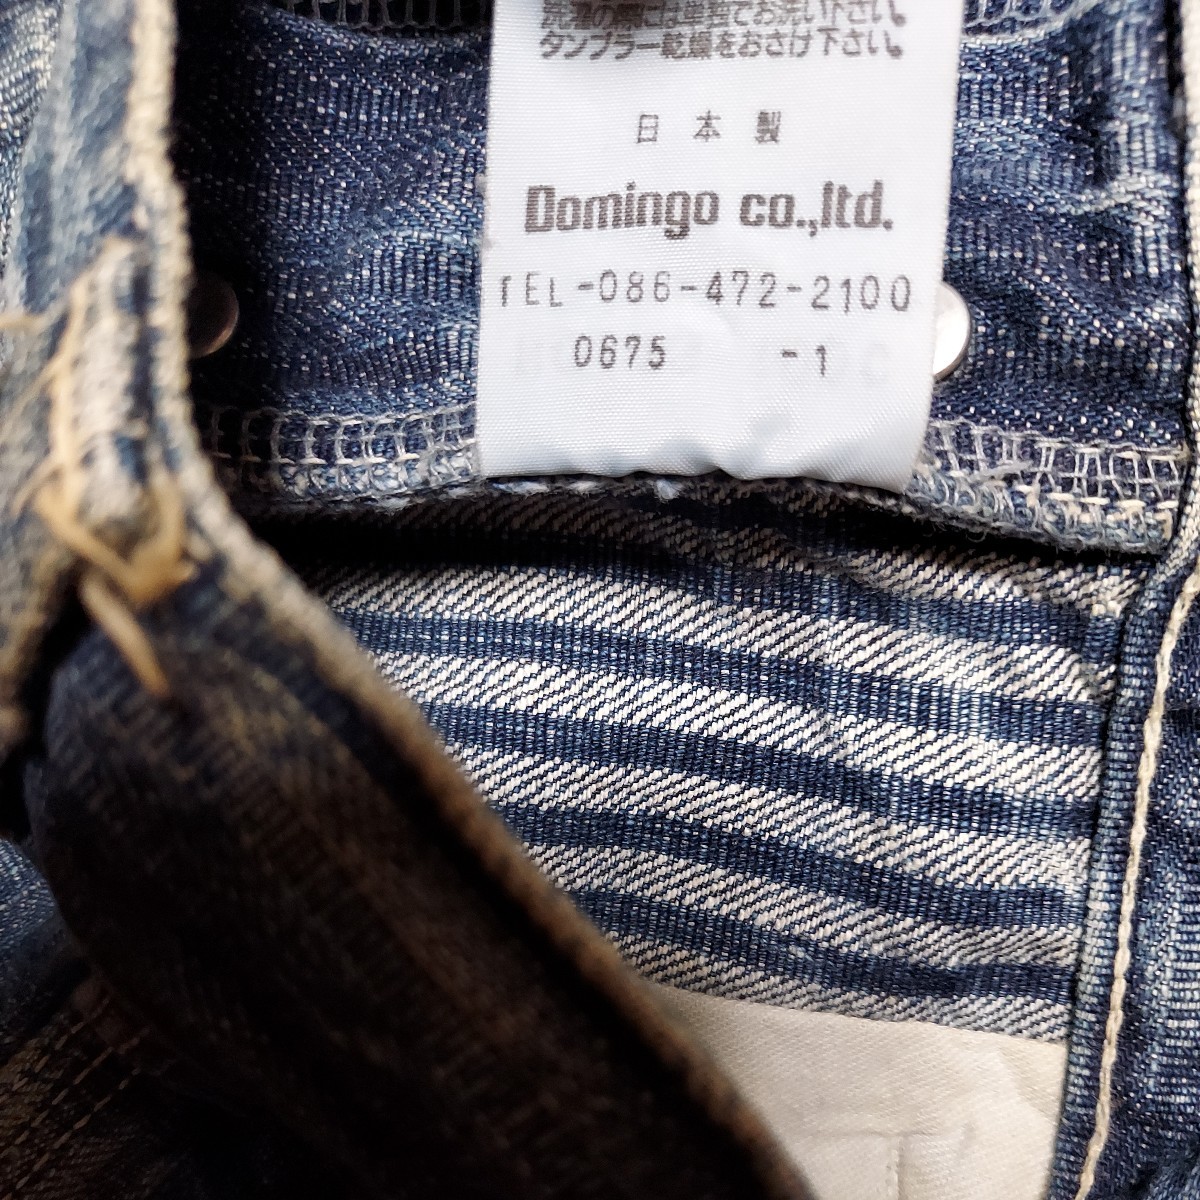 洗濯の際には単独でお洗い下さい。
タンブラー乾燥をおさけ下さい。
日本製
Domingo co.,ltd.
TEL-086-472-2100
0675 -1